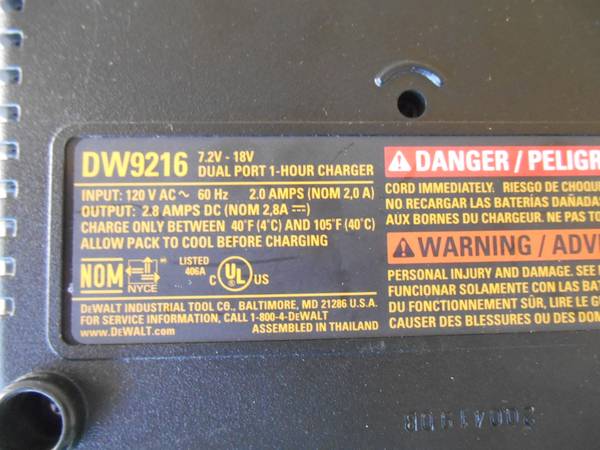 DW9216
7.2V - 18V
DUAL PORT 1-HOUR CHARGER
INPUT: 120 V AC ~ 60 Hz 2.0 AMPS (NOM 2,0 A)
OUTPUT: 2.8 AMPS DC (NOM 2,8A ⎓)
CHARGE ONLY BETWEEN 40°F (4°C) AND 105°F (40°C)
ALLOW PACK TO COOL BEFORE CHARGING
NOM
NYCE
LISTED
406A
C UL US
DEWALT INDUSTRIAL TOOL CO., BALTIMORE, MD 21286 U.S.A.
FOR SERVICE INFORMATION, CALL 1-800-4-DEWALT
www.DEWALT.com ASSEMBLED IN THAILAND
DANGER / PELIGR
CORD IMMEDIATELY. RIESGO DE CHOQUE
NO RECARGAR LAS BATERÍAS DAÑADAS
AUX BORNES DU CHARGEUR. NE PAS TO
WARNING / ADV
PERSONAL INJURY AND DAMAGE. SEE
FUNCIONAR SOLAMENTE CON LAS BAT
DU FONCTIONNEMENT SÛR, LIRE LE G
CAUSER DES BLESSURES OU DES DOM